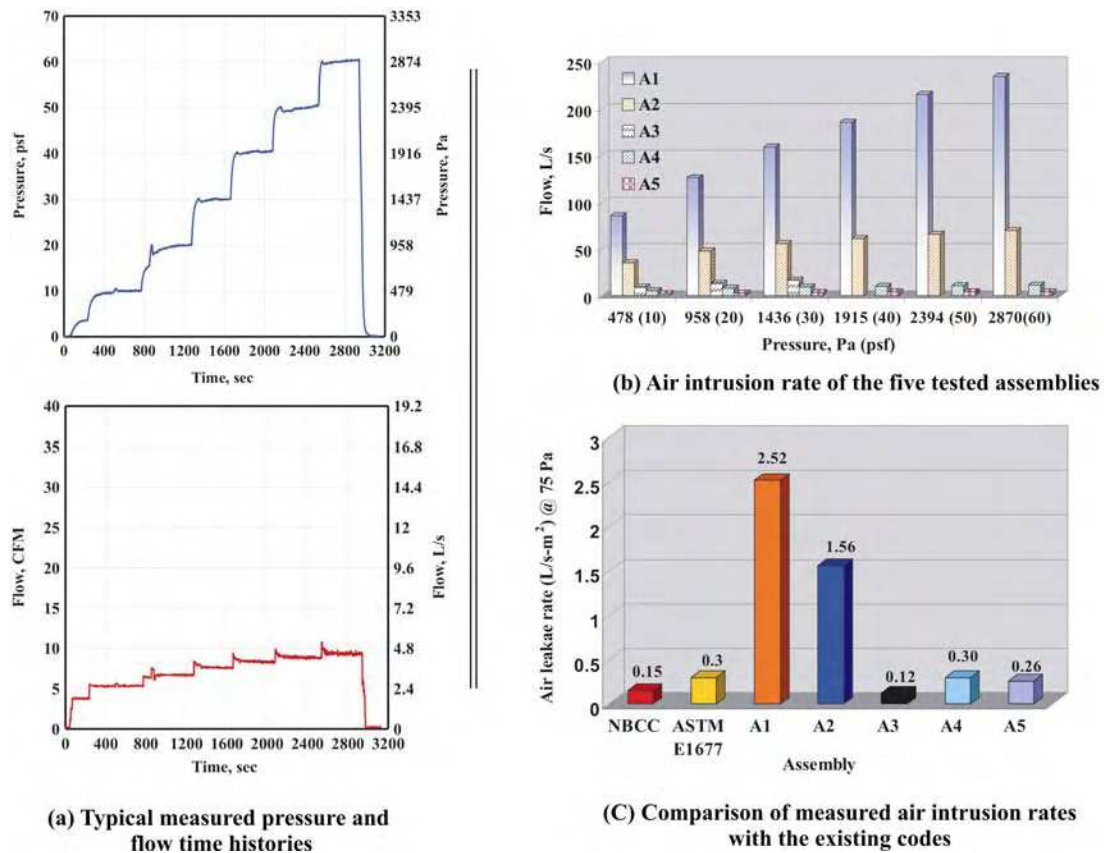 70
60
50
40
30
20
10
0
Pressure, psf
3353
2874
2395
1916
1437
958
479
0
Pressure, Pa
0 400 800 1200 1600 2000 2400 2800 3200
Time, sec
40
35
30
25
20
15
10
5
0
Flow, CFM
19.2
16.8
14.4
12
9.6
7.2
4.8
2.4
0
Flow, L/s
0 400 800 1200 1600 2000 2400 2800 3200
Time, sec
(a) Typical measured pressure and
flow time histories
250
200
150
100
50
0
Flow, L/s
A1
A2
A3
A4
A5
478 (10) 958 (20) 1436 (30) 1915 (40) 2394 (50) 2870(60)
Pressure, Pa (psf)
(b) Air intrusion rate of the five tested assemblies
3
2.5
2
1.5
1
0.5
0
Air leakae rate (L/s-m²) @ 75 Pa
0.15
0.3
2.52
1.56
0.12
0.30
0.26
NBCC ASTM A1 A2 A3 A4 A5
E1677
Assembly
(C) Comparison of measured air intrusion rates
with the existing codes